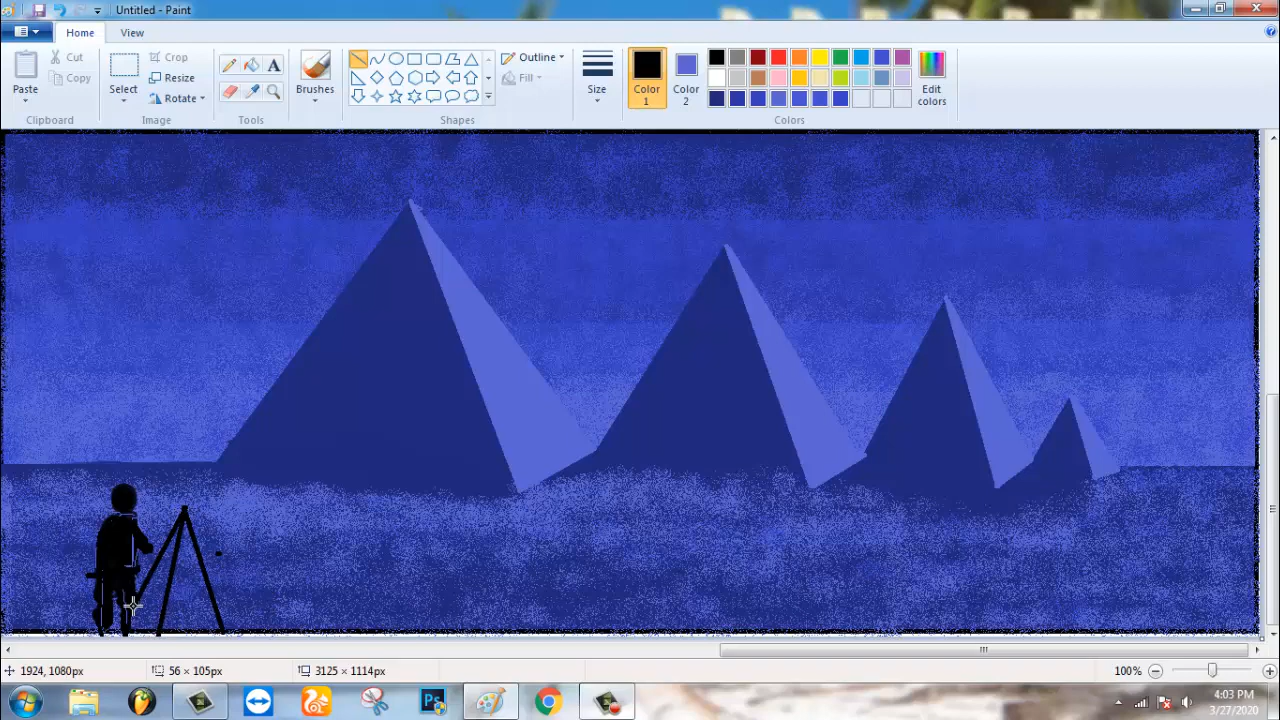 Untitled - Paint
Home View
Paste
Cut
Copy
Clipboard
Select
Crop
Resize
Rotate
Image
Tools
Brushes
Shapes
Outline
Fill
Size
Color 1
Color 2
Edit colors
Colors
1924, 1080px
56 × 105px
3125 × 1114px
100%
Ps
4:03 PM
3/27/2020